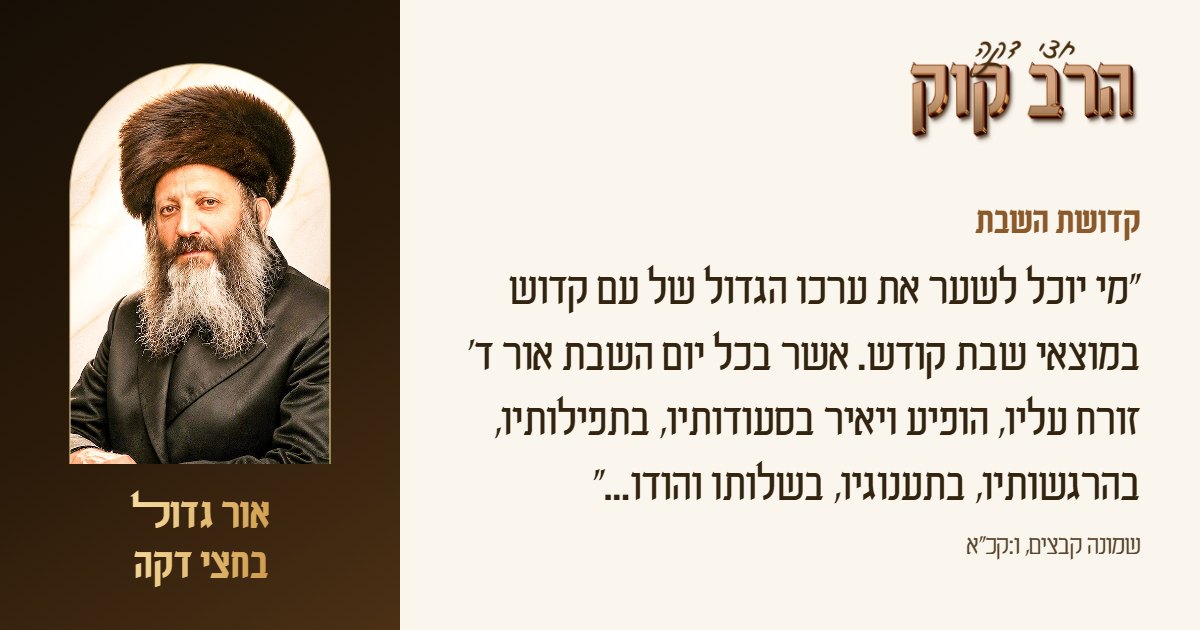 חצי דקה
הרב קוק
קדושת השבת
"מי יוכל לשער את ערכו הגדול של עם קדוש
במוצאי שבת קודש. אשר בכל יום השבת אור ד'
זורח עליו, הופיע ויאיר בסעודותיו, בתפילותיו,
בהרגשותיו, בתענוגיו, בשלותו והודו..."
שמונה קבצים, ו:קכ"א
אור גדול
בחצי דקה